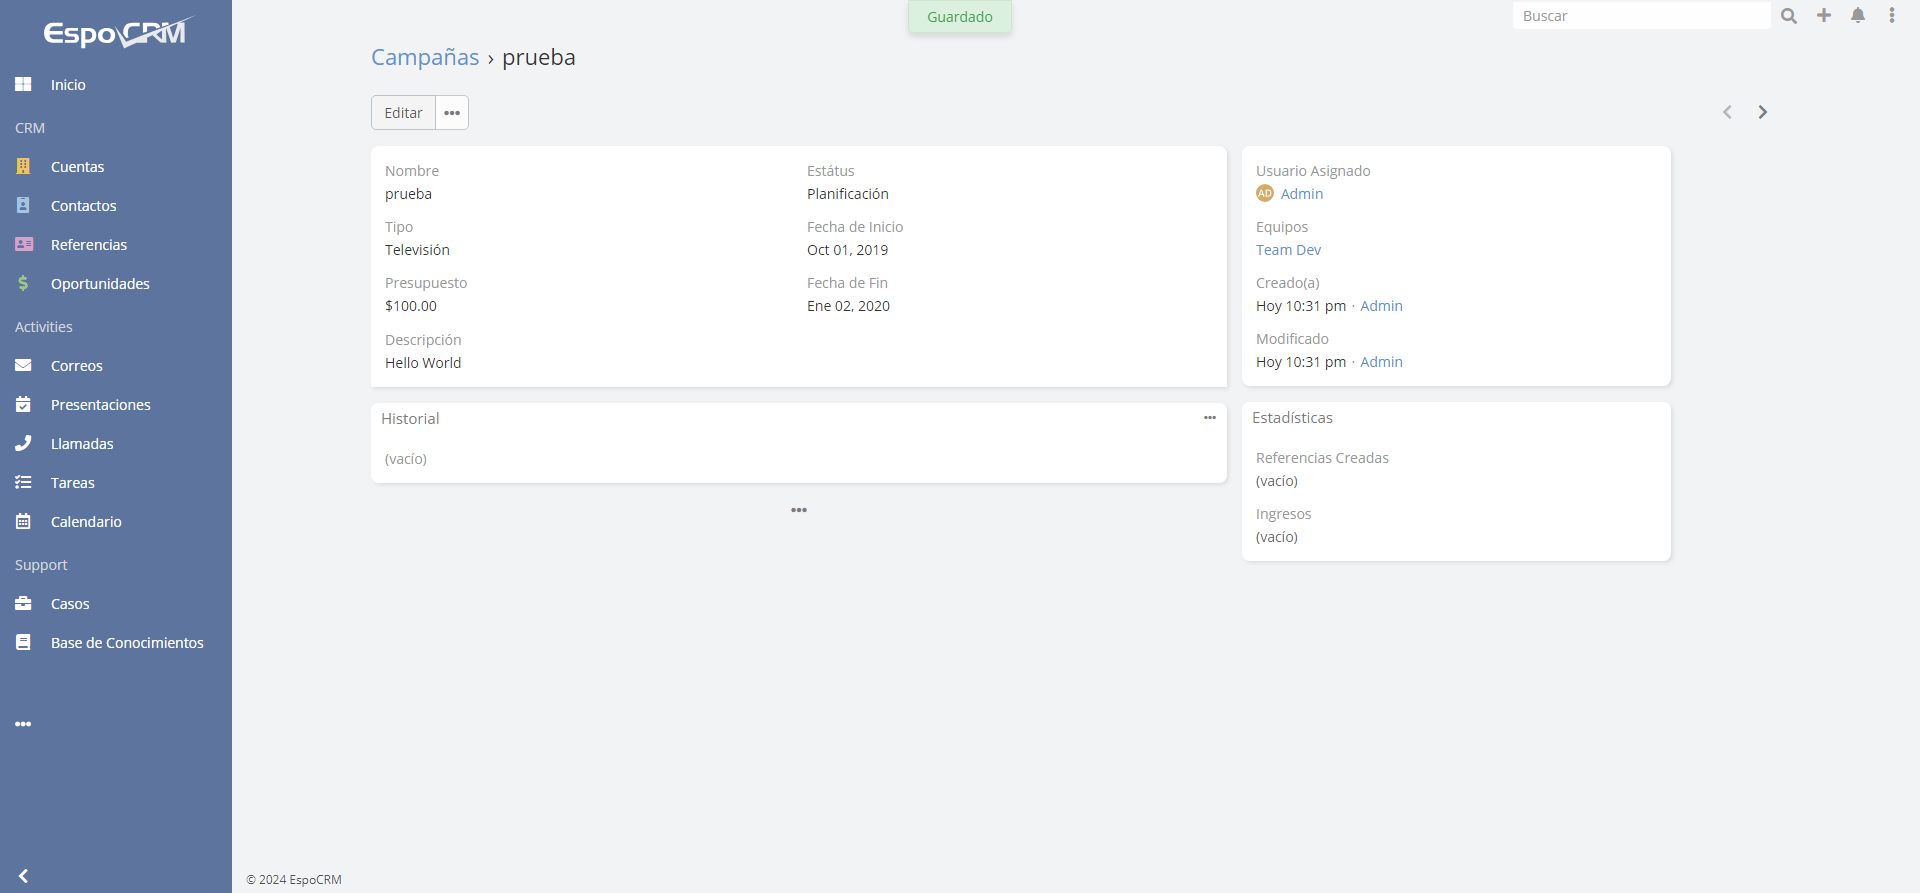 EspoCRM
Guardado
Buscar
Inicio
CRM
Cuentas
Contactos
Referencias
Oportunidades
Activities
Correos
Presentaciones
Llamadas
Tareas
Calendario
Support
Casos
Base de Conocimientos
Campañas › prueba
Editar
Nombre
prueba
Estátus
Planificación
Tipo
Televisión
Fecha de Inicio
Oct 01, 2019
Presupuesto
$100.00
Fecha de Fin
Ene 02, 2020
Descripción
Hello World
Historial
(vacío)
Usuario Asignado
AD Admin
Equipos
Team Dev
Creado(a)
Hoy 10:31 pm · Admin
Modificado
Hoy 10:31 pm · Admin
Estadísticas
Referencias Creadas
(vacío)
Ingresos
(vacío)
© 2024 EspoCRM